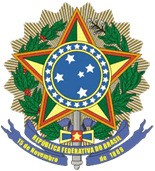 REPÚBLICA FEDERATIVA DO BRASIL
15 de Novembro de 1889